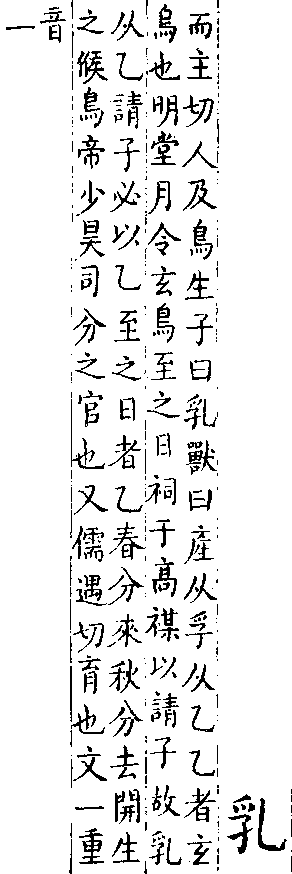 乳
而主切人及鳥生子曰乳獸曰產从孚从乙乙者玄
鳥也明堂月令玄鳥至之日祠于高禖以請子故乳
从乙請子必以乙至之日者乙春分來秋分去開生
之候鳥帝少昊司分之官也又儒遇切育也文一重
音一